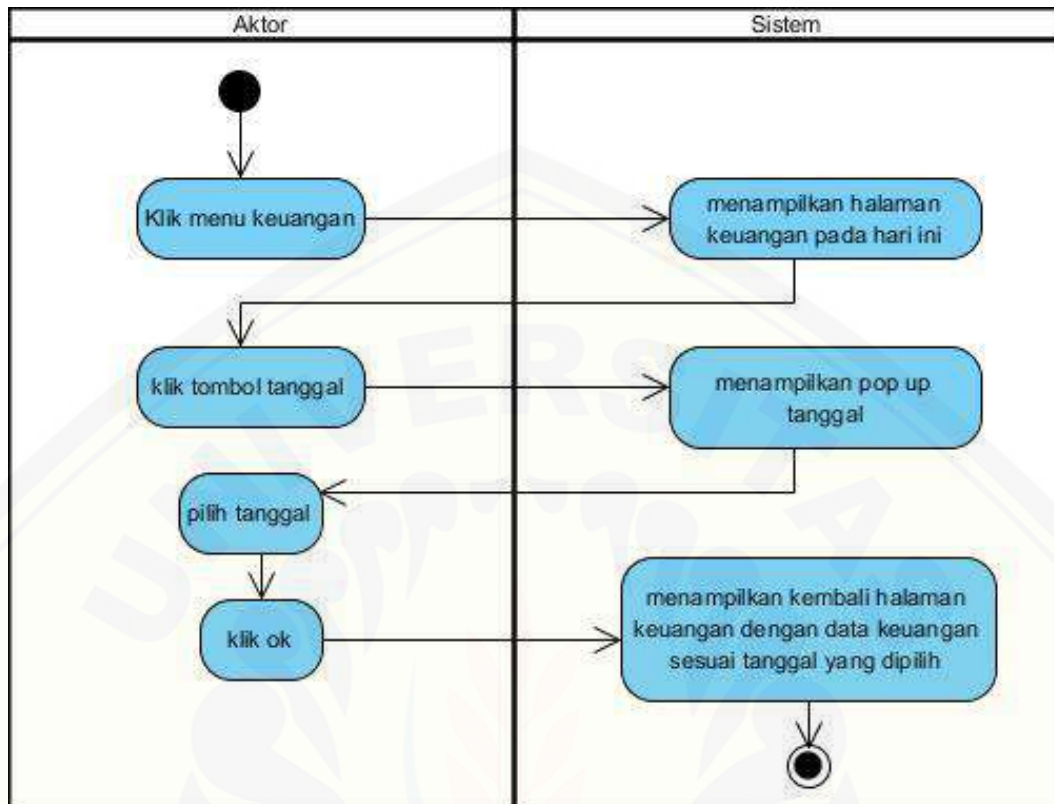 Aktor
Sistem
Klik menu keuangan
menampilkan halaman
keuangan pada hari ini
klik tombol tanggal
menampilkan pop up
tanggal
pilih tanggal
klik ok
menampilkan kembali halaman
keuangan dengan data keuangan
sesuai tanggal yang dipilih
UNIVERSITAS